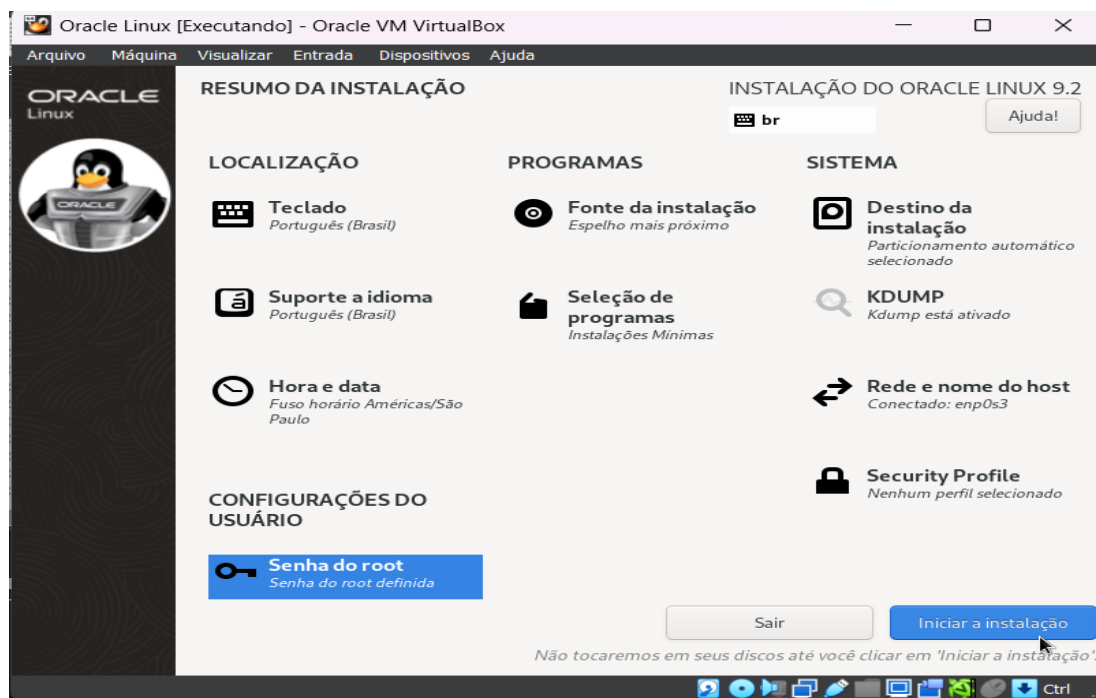 Oracle Linux [Executando] - Oracle VM VirtualBox
Arquivo Máquina Visualizar Entrada Dispositivos Ajuda
ORACLE
Linux
ORACLE
RESUMO DA INSTALAÇÃO
INSTALAÇÃO DO ORACLE LINUX 9.2
br
Ajuda!
LOCALIZAÇÃO
Teclado
Português (Brasil)
Suporte a idioma
Português (Brasil)
Hora e data
Fuso horário Américas/São
Paulo
PROGRAMAS
Fonte da instalação
Espelho mais próximo
Seleção de
programas
Instalações Mínimas
SISTEMA
Destino da
instalação
Particionamento automático
selecionado
KDUMP
Kdump está ativado
Rede e nome do host
Conectado: enp0s3
Security Profile
Nenhum perfil selecionado
CONFIGURAÇÕES DO
USUÁRIO
Senha do root
Senha do root definida
Sair
Iniciar a instalação
Não tocaremos em seus discos até você clicar em 'Iniciar a instalação'.
Ctrl